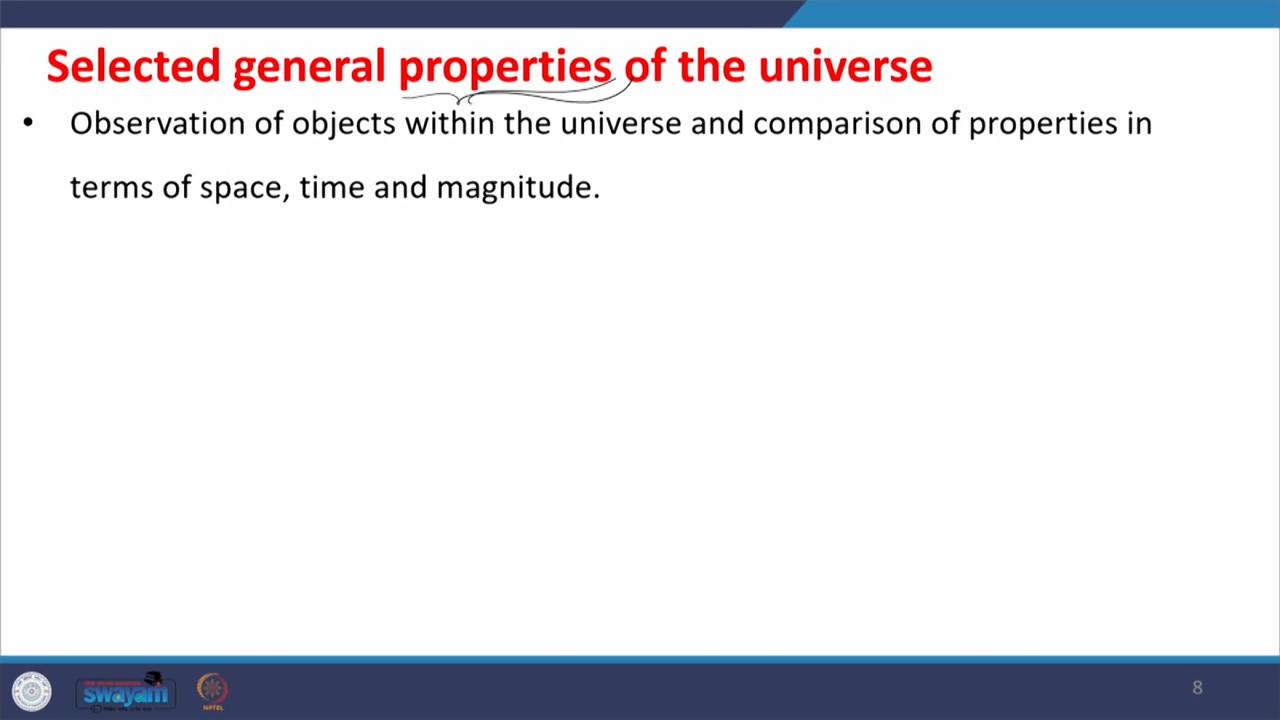 Selected general properties of the universe
• Observation of objects within the universe and comparison of properties in
terms of space, time and magnitude.
swayam
NPTEL
8